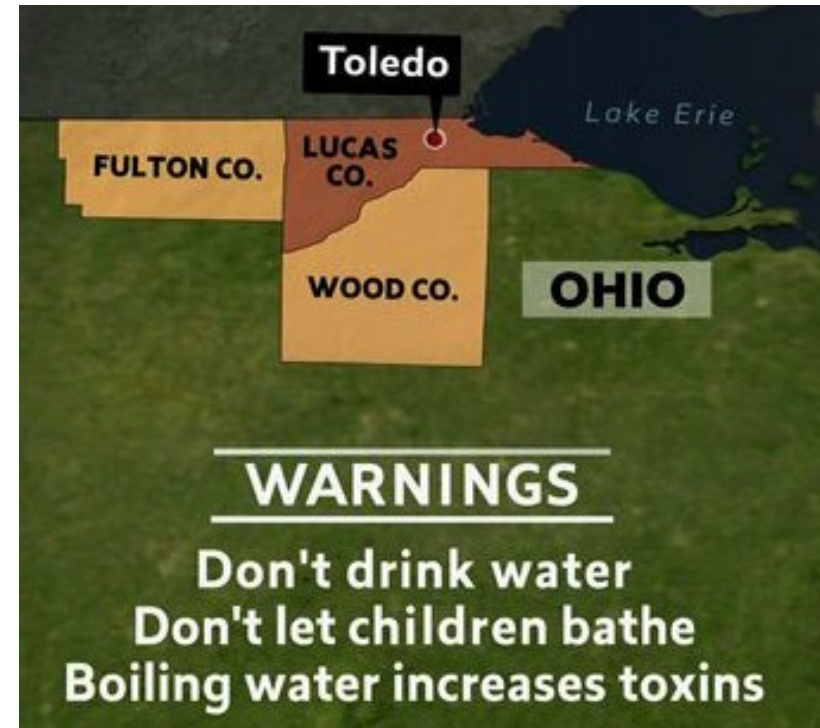 Toledo
Lake Erie
FULTON CO.
LUCAS
CO.
WOOD CO.
OHIO
WARNINGS
Don't drink water
Don't let children bathe
Boiling water increases toxins